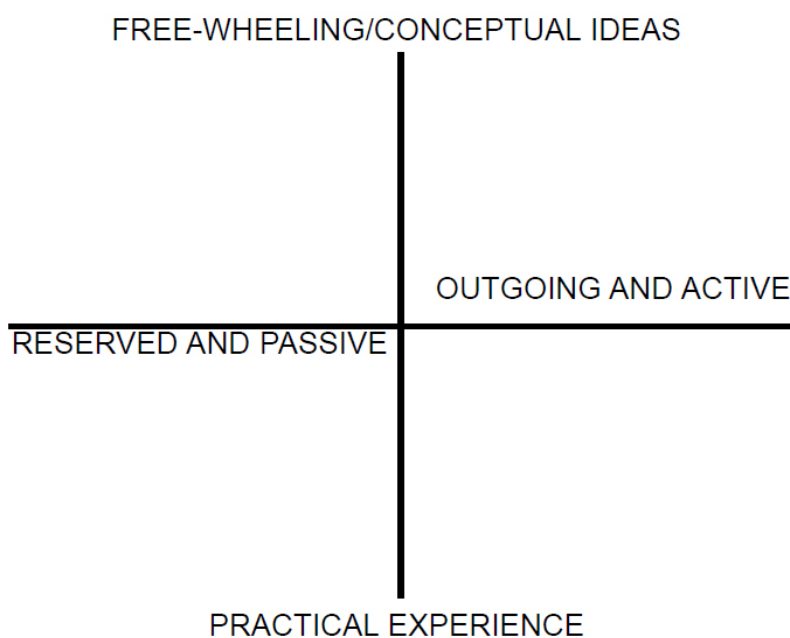 FREE-WHEELING/CONCEPTUAL IDEAS
OUTGOING AND ACTIVE
RESERVED AND PASSIVE
PRACTICAL EXPERIENCE